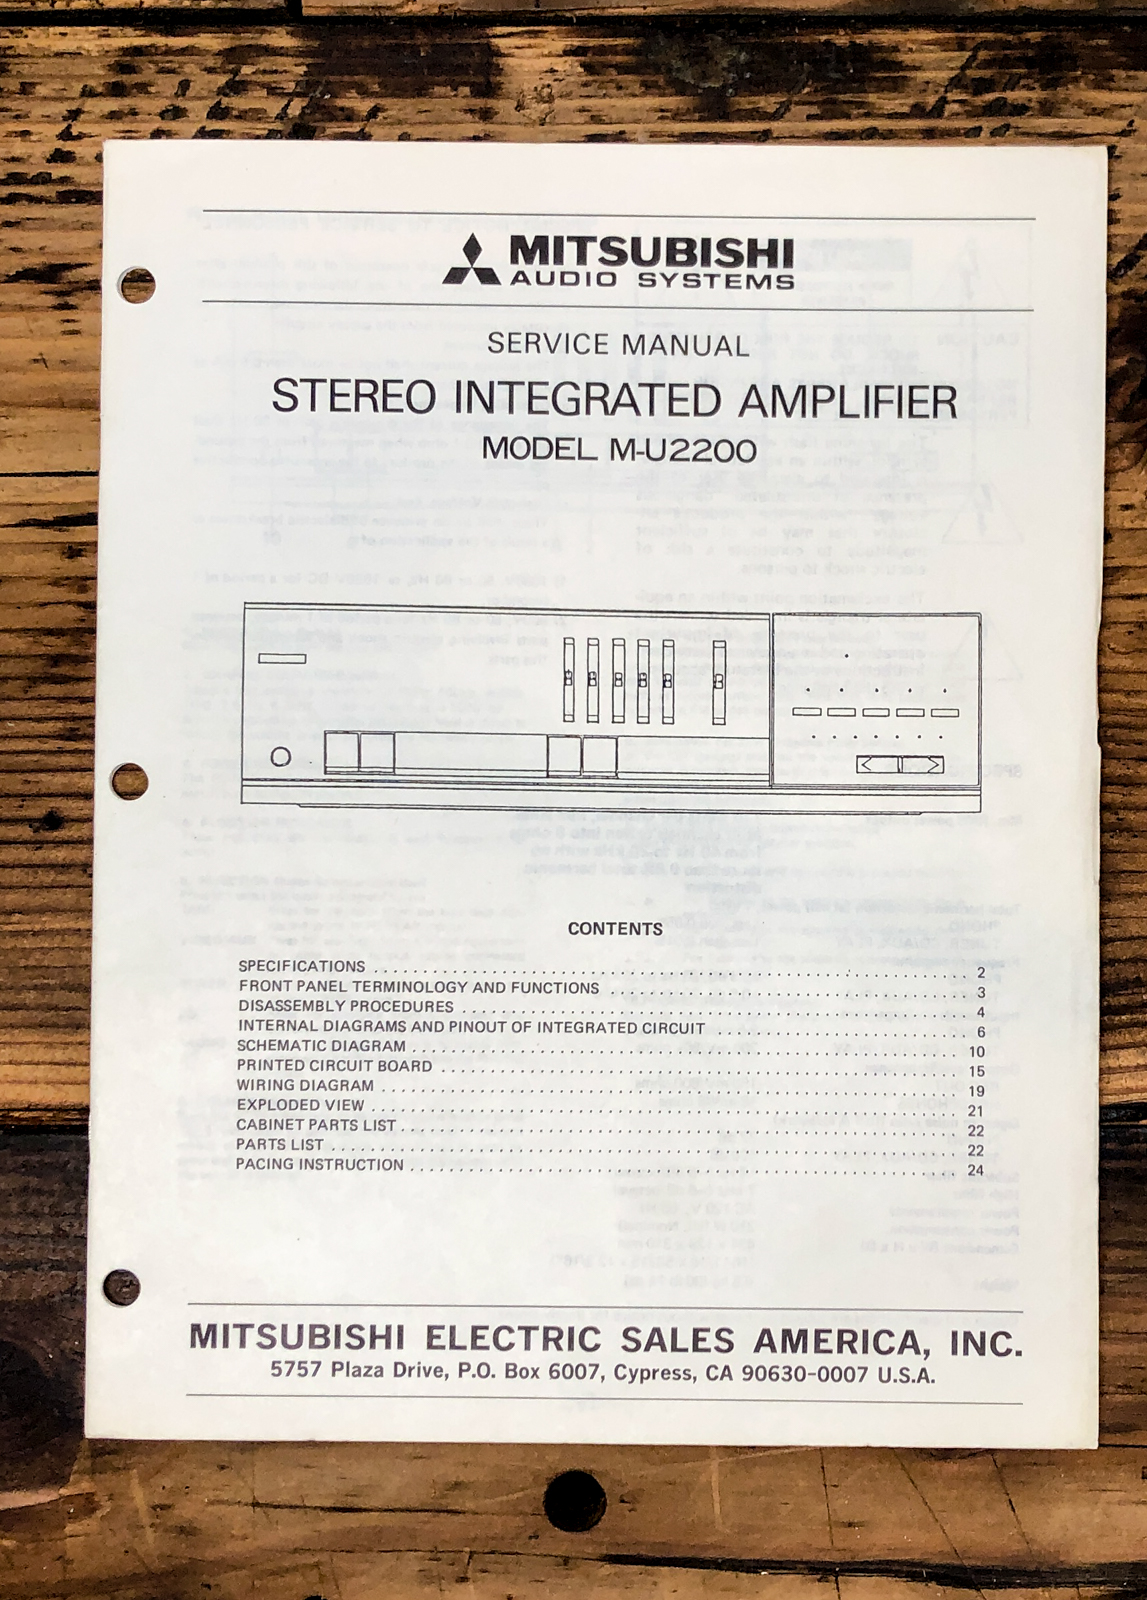 MITSUBISHI
AUDIO SYSTEMS
SERVICE MANUAL
STEREO INTEGRATED AMPLIFIER
MODEL M-U2200
CONTENTS
SPECIFICATIONS 2
FRONT PANEL TERMINOLOGY AND FUNCTIONS 3
DISASSEMBLY PROCEDURES 4
INTERNAL DIAGRAMS AND PINOUT OF INTEGRATED CIRCUIT 6
SCHEMATIC DIAGRAM 10
PRINTED CIRCUIT BOARD 15
WIRING DIAGRAM 19
EXPLODED VIEW 21
CABINET PARTS LIST 22
PARTS LIST 22
PACING INSTRUCTION 24
MITSUBISHI ELECTRIC SALES AMERICA, INC.
5757 Plaza Drive, P.O. Box 6007, Cypress, CA 90630-0007 U.S.A.